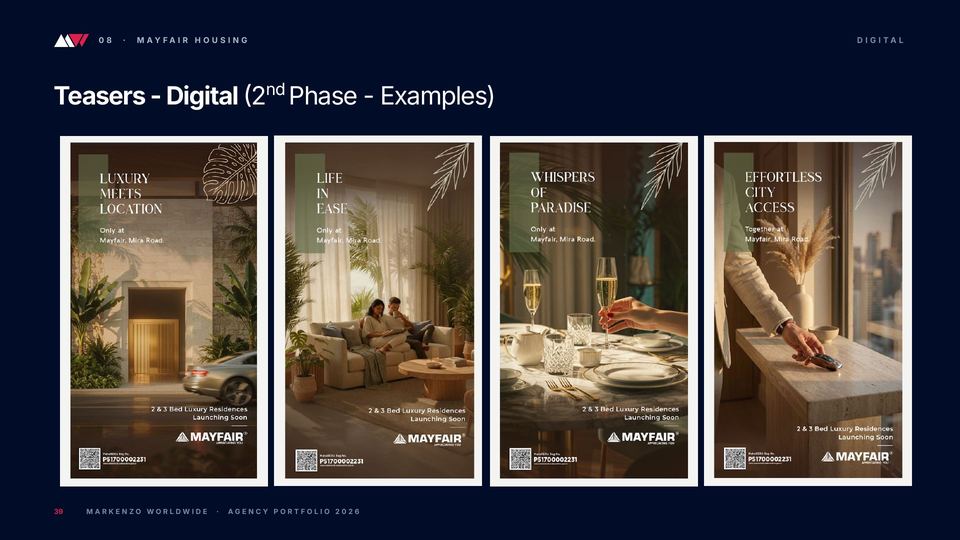 08 · MAYFAIR HOUSING
DIGITAL
Teasers - Digital (2nd Phase - Examples)
LUXURY
MEETS
LOCATION
Only at
Mayfair, Mira Road.
2 & 3 Bed Luxury Residences
Launching Soon
MAYFAIR®
P51700002231
LIFE
IN
EASE
Only at
Mayfair, Mira Road.
2 & 3 Bed Luxury Residences
Launching Soon
MAYFAIR®
P51700002231
WHISPERS
OF
PARADISE
Only at
Mayfair, Mira Road.
2 & 3 Bed Luxury Residences
Launching Soon
MAYFAIR®
P51700002231
EFFORTLESS
CITY
ACCESS
Together at
Mayfair, Mira Road.
2 & 3 Bed Luxury Residences
Launching Soon
MAYFAIR®
P51700002231
39 MARKENZO WORLDWIDE · AGENCY PORTFOLIO 2026